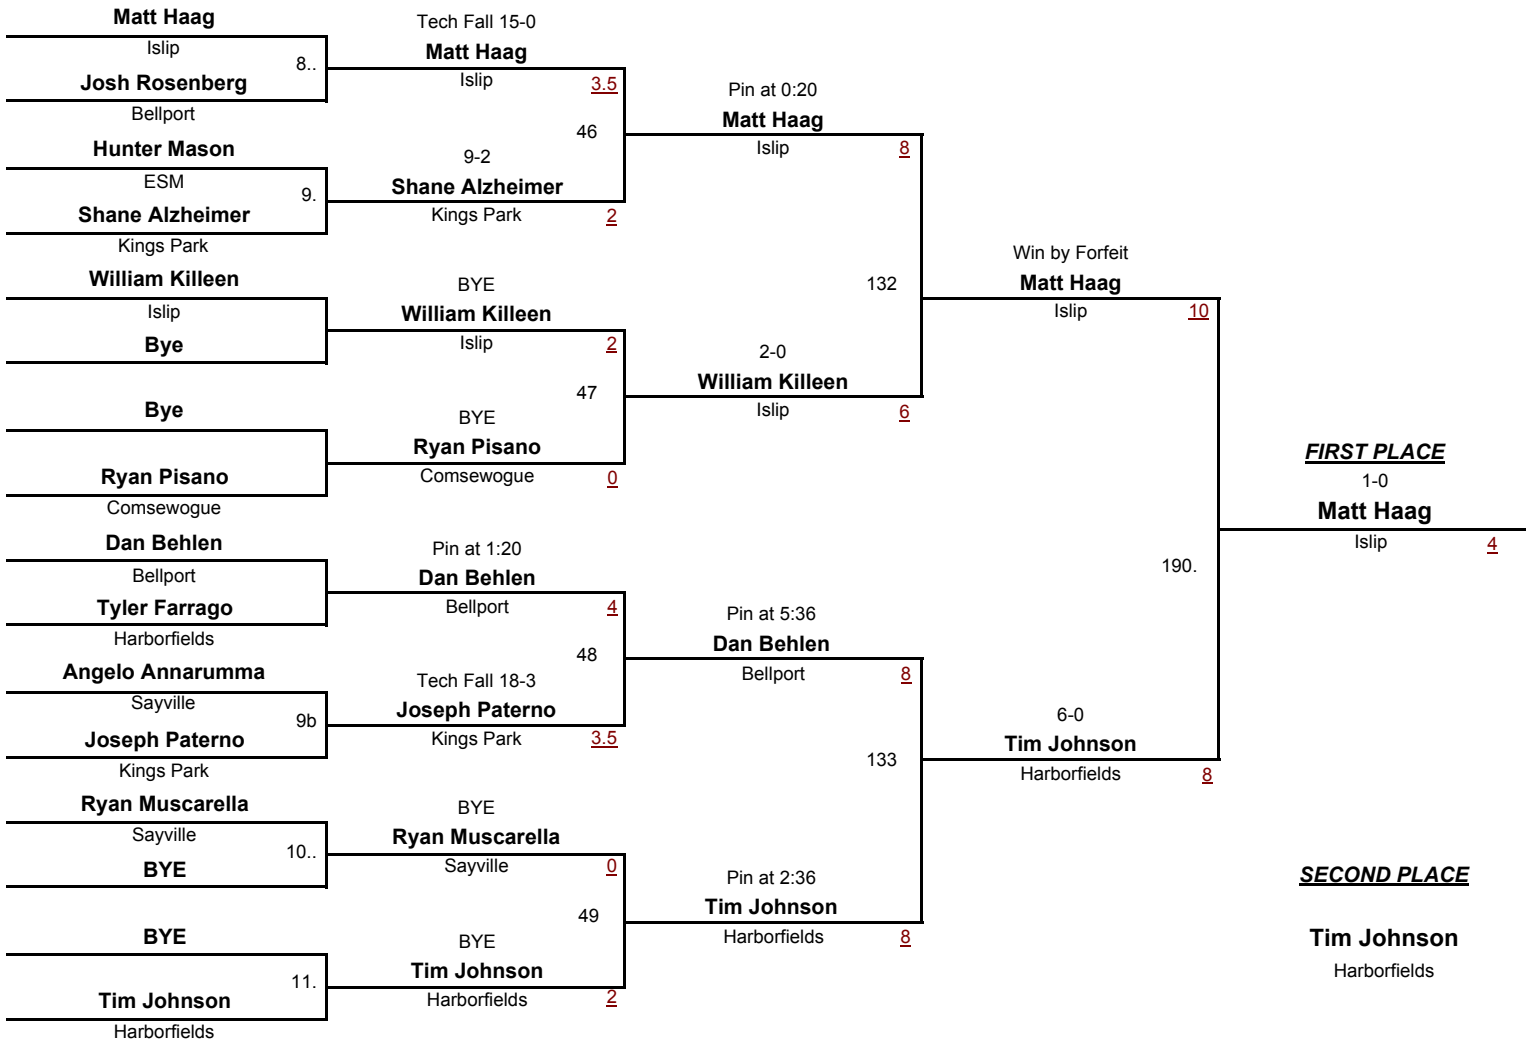 Matt Haag
Islip
8..
Josh Rosenberg
Bellport
Hunter Mason
ESM
9.
Shane Alzheimer
Kings Park
William Killeen
Islip
Bye
Bye
Ryan Pisano
Comsewogue
Dan Behlen
Bellport
Tyler Farrago
Harborfields
Angelo Annarumma
Sayville
9b
Joseph Paterno
Kings Park
Ryan Muscarella
Sayville
10..
BYE
BYE
11.
Tim Johnson
Harborfields
Tech Fall 15-0
Matt Haag
Islip
3.5
46
9-2
Shane Alzheimer
Kings Park
2
BYE
William Killeen
Islip
2
47
BYE
Ryan Pisano
Comsewogue
0
Pin at 1:20
Dan Behlen
Bellport
4
48
Tech Fall 18-3
Joseph Paterno
Kings Park
3.5
BYE
Ryan Muscarella
Sayville
0
49
BYE
Tim Johnson
Harborfields
2
Pin at 0:20
Matt Haag
Islip
8
132
2-0
William Killeen
Islip
6
Pin at 5:36
Dan Behlen
Bellport
8
133
Pin at 2:36
Tim Johnson
Harborfields
8
Win by Forfeit
Matt Haag
Islip
10
190.
6-0
Tim Johnson
Harborfields
8
FIRST PLACE
1-0
Matt Haag
Islip
4
SECOND PLACE
Tim Johnson
Harborfields